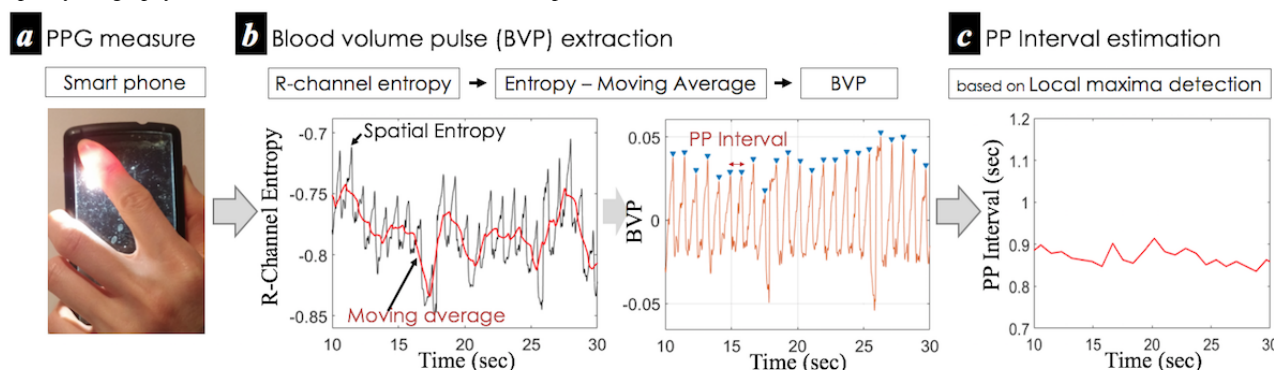 a PPG measure
Smart phone
b Blood volume pulse (BVP) extraction
R-channel entropy
Entropy – Moving Average
BVP
c PP Interval estimation
based on Local maxima detection
R-Channel Entropy
-0.7
-0.75
-0.8
-0.85
Spatial Entropy
Moving average
10 15 20 25 30
Time (sec)
BVP
0.05
0
-0.05
PP Interval
10 15 20 25 30
Time (sec)
PP Interval (sec)
1.2
1.1
1
0.9
0.8
0.7
10 15 20 25 30
Time (sec)